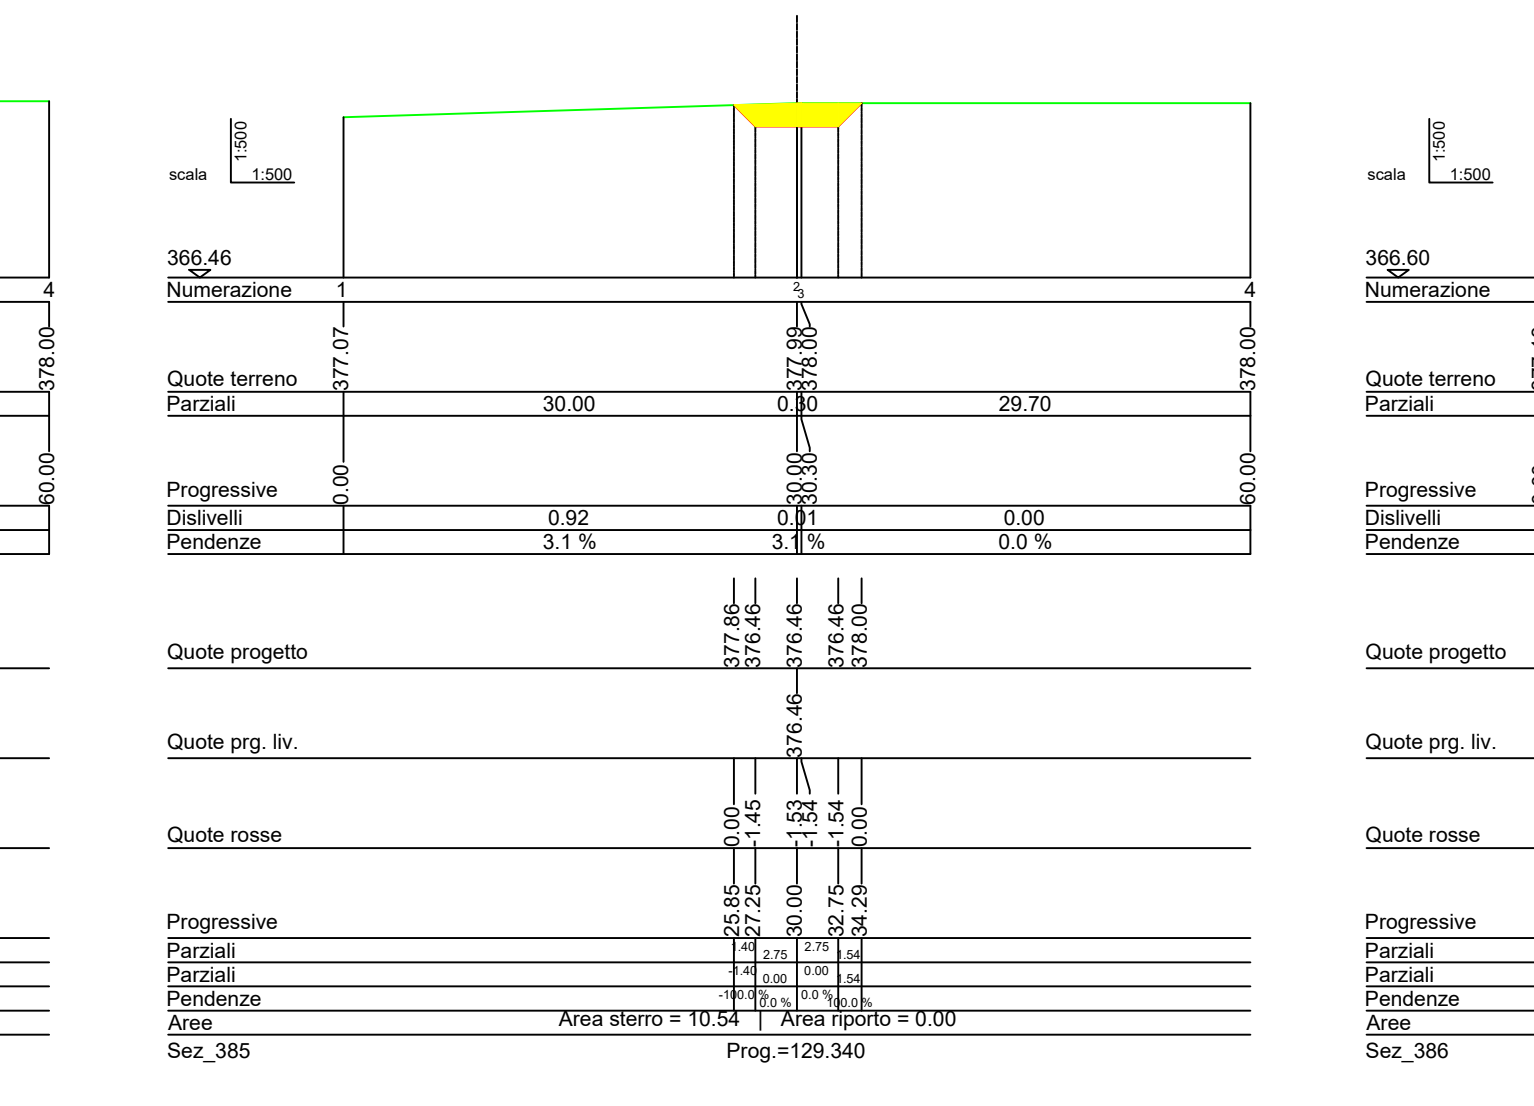 1:500
scala 1:500
366.46
Numerazione 1 2 3 4
Quote terreno 377.07 377.99 378.00 378.00
Parziali 30.00 0.30 29.70
Progressive 0.00 30.00 30.30 60.00
Dislivelli 0.92 0.01 0.00
Pendenze 3.1 % 3.1 % 0.0 %
Quote progetto 377.86 376.46 376.46 376.46 378.00
Quote prg. liv. 376.46
Quote rosse 0.00 -1.45 -1.53 -1.54 -1.54 0.00
Progressive 25.85 27.25 30.00 32.75 34.29
Parziali 1.40 2.75 2.75 1.54
Parziali -1.40 0.00 0.00 1.54
Pendenze -100.0 % 0.0 % 0.0 % 100.0 %
Aree Area sterro = 10.54 | Area riporto = 0.00
Sez_385 Prog.=129.340
4
378.00
60.00
1:500
scala 1:500
366.60
Numerazione
Quote terreno
Parziali
Progressive
Dislivelli
Pendenze
Quote progetto
Quote prg. liv.
Quote rosse
Progressive
Parziali
Parziali
Pendenze
Aree
Sez_386